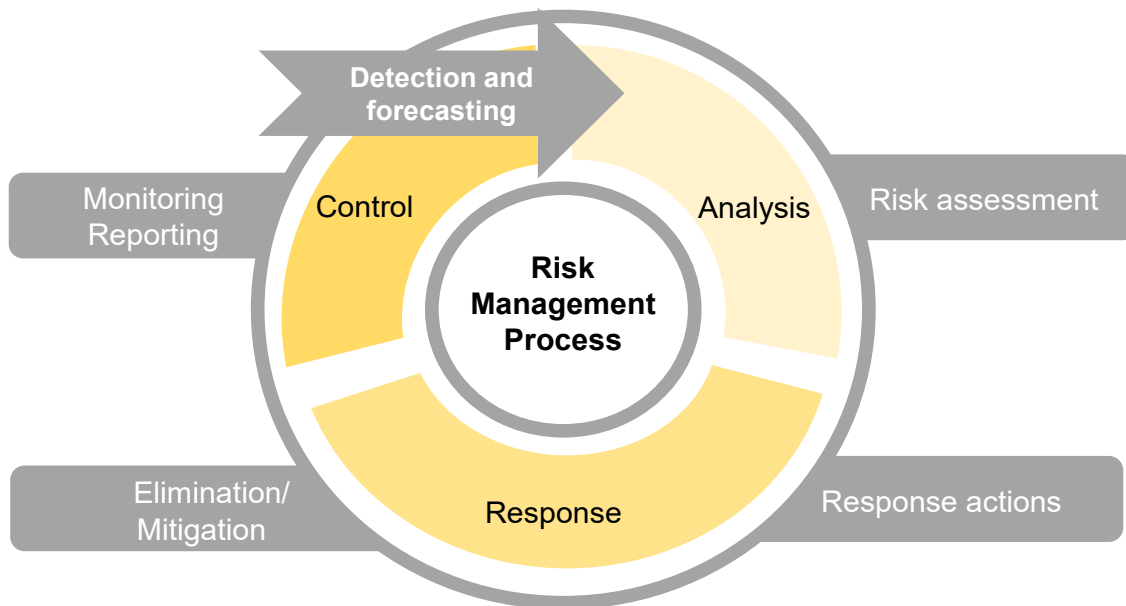 Detection and
forecasting
Monitoring
Reporting
Control
Analysis
Risk assessment
Risk
Management
Process
Elimination/
Mitigation
Response
Response actions